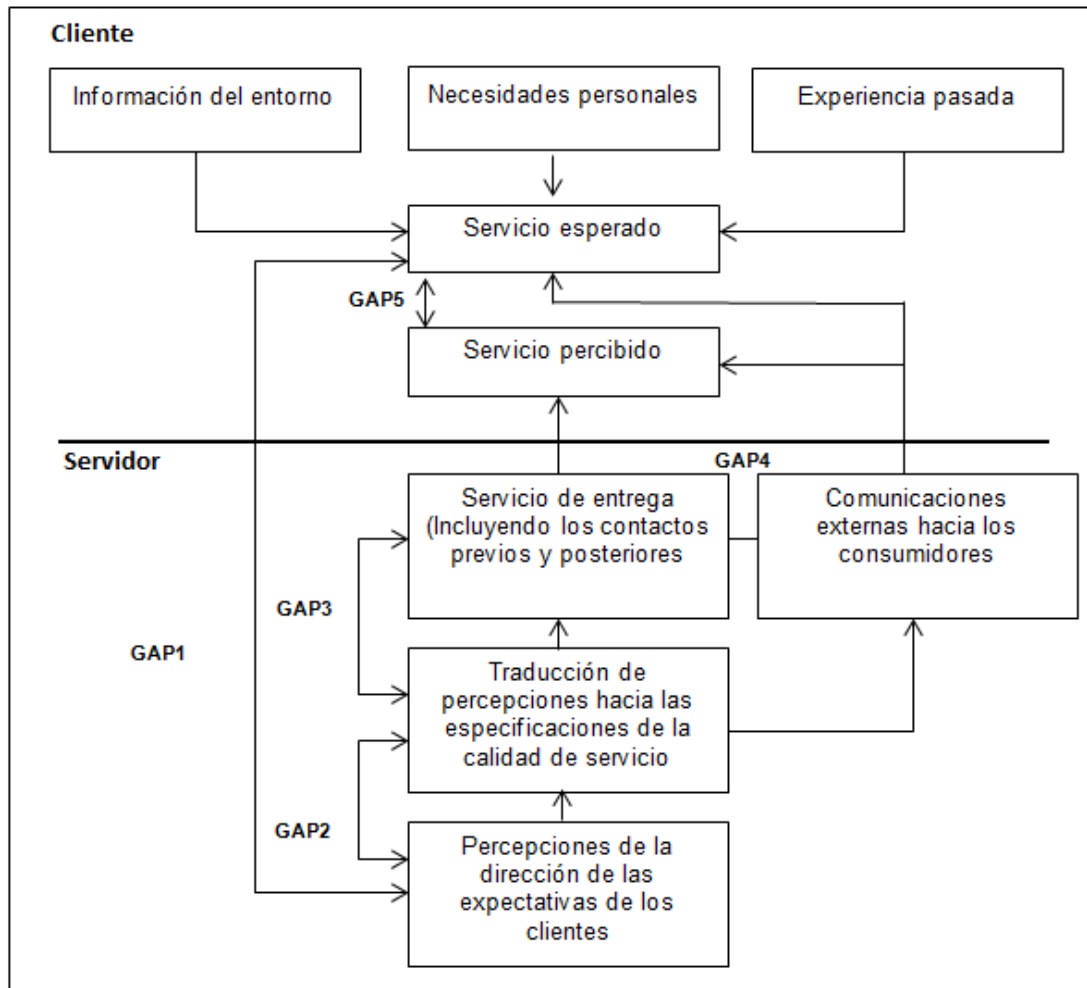 Cliente
Información del entorno
Necesidades personales
Experiencia pasada
Servicio esperado
GAP5
Servicio percibido
Servidor
GAP4
Servicio de entrega
(Incluyendo los contactos
previos y posteriores
Comunicaciones
externas hacia los
consumidores
GAP3
GAP1
Traducción de
percepciones hacia las
especificaciones de la
calidad de servicio
GAP2
Percepciones de la
dirección de las
expectativas de los
clientes